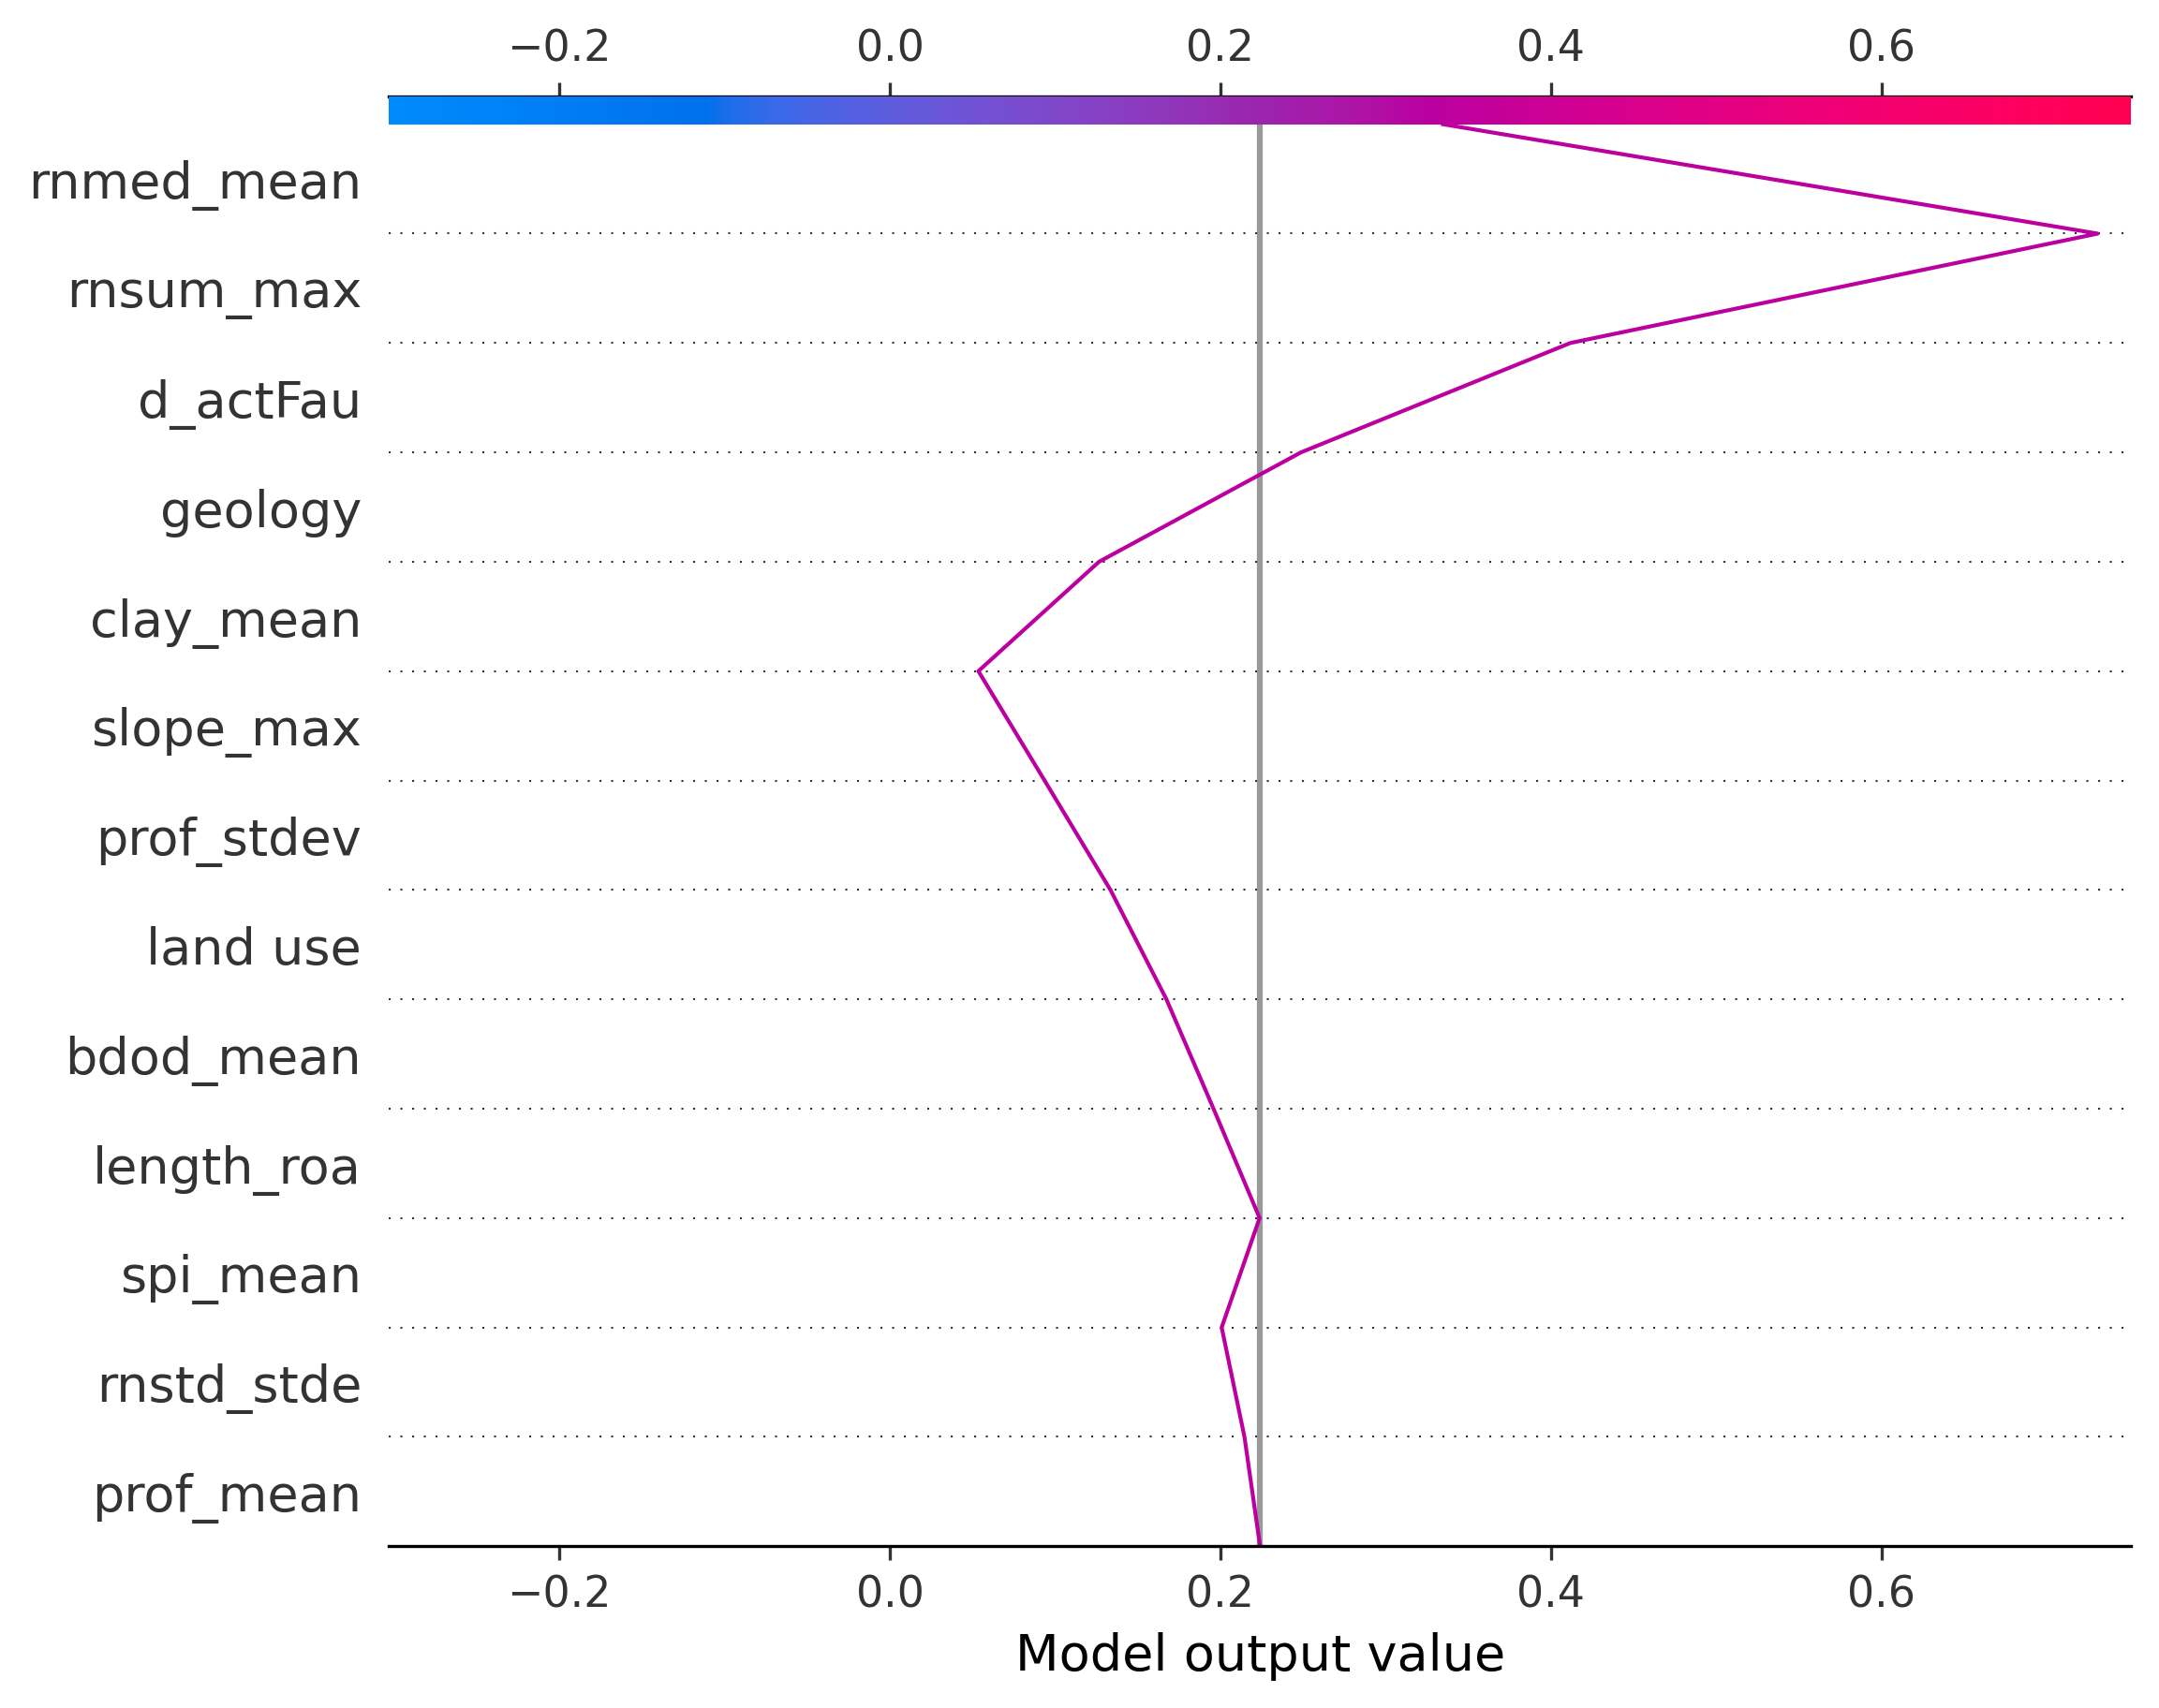 −0.2 0.0 0.2 0.4 0.6
rnmed_mean
rnsum_max
d_actFau
geology
clay_mean
slope_max
prof_stdev
land use
bdod_mean
length_roa
spi_mean
rnstd_stde
prof_mean
−0.2 0.0 0.2 0.4 0.6
Model output value